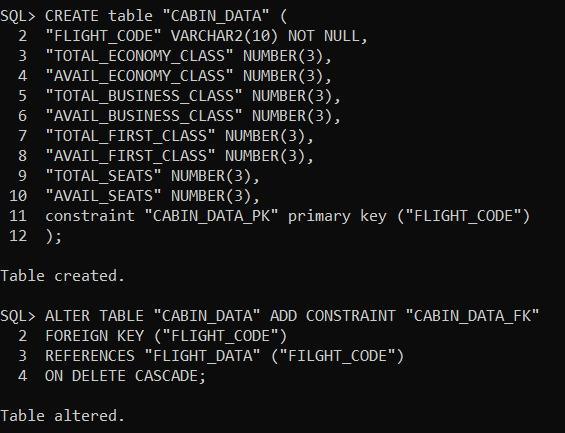 SQL> CREATE table "CABIN_DATA" (
2 "FLIGHT_CODE" VARCHAR2(10) NOT NULL,
3 "TOTAL_ECONOMY_CLASS" NUMBER(3),
4 "AVAIL_ECONOMY_CLASS" NUMBER(3),
5 "TOTAL_BUSINESS_CLASS" NUMBER(3),
6 "AVAIL_BUSINESS_CLASS" NUMBER(3),
7 "TOTAL_FIRST_CLASS" NUMBER(3),
8 "AVAIL_FIRST_CLASS" NUMBER(3),
9 "TOTAL_SEATS" NUMBER(3),
10 "AVAIL_SEATS" NUMBER(3),
11 constraint "CABIN_DATA_PK" primary key ("FLIGHT_CODE")
12 );
Table created.
SQL> ALTER TABLE "CABIN_DATA" ADD CONSTRAINT "CABIN_DATA_FK"
2 FOREIGN KEY ("FLIGHT_CODE")
3 REFERENCES "FLIGHT_DATA" ("FILGHT_CODE")
4 ON DELETE CASCADE;
Table altered.